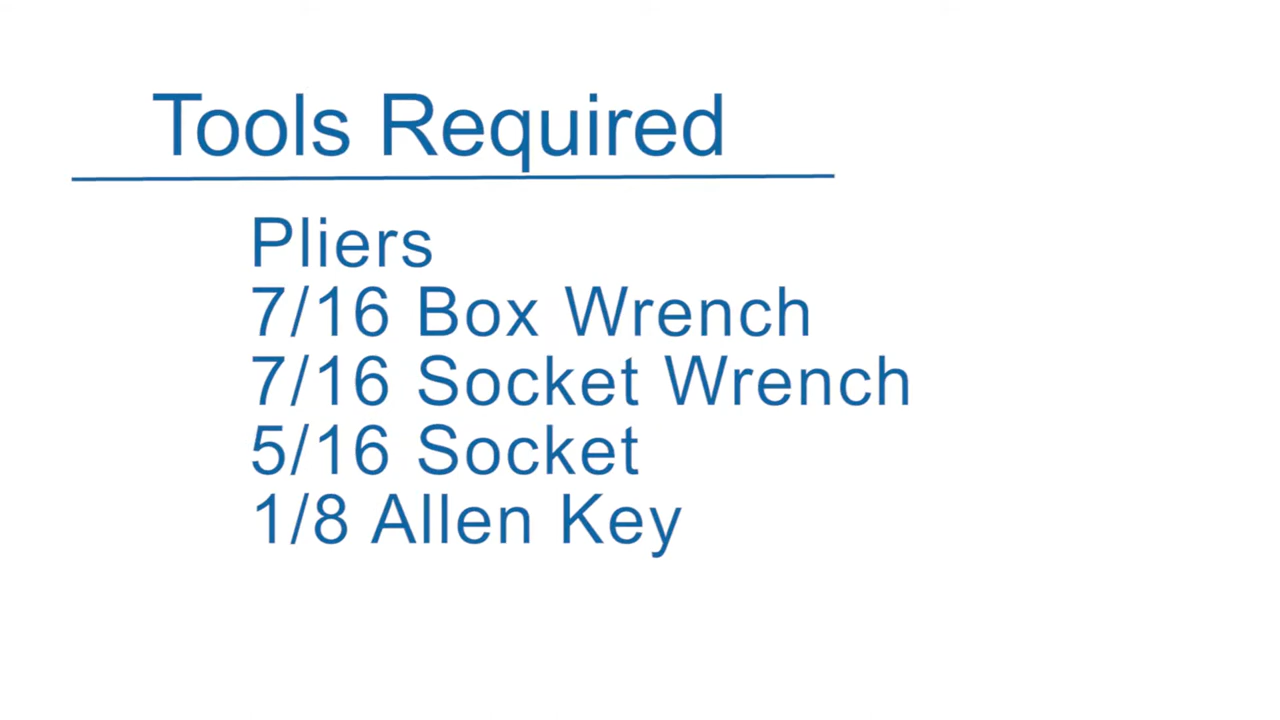 Tools Required
Pliers
7/16 Box Wrench
7/16 Socket Wrench
5/16 Socket
1/8 Allen Key